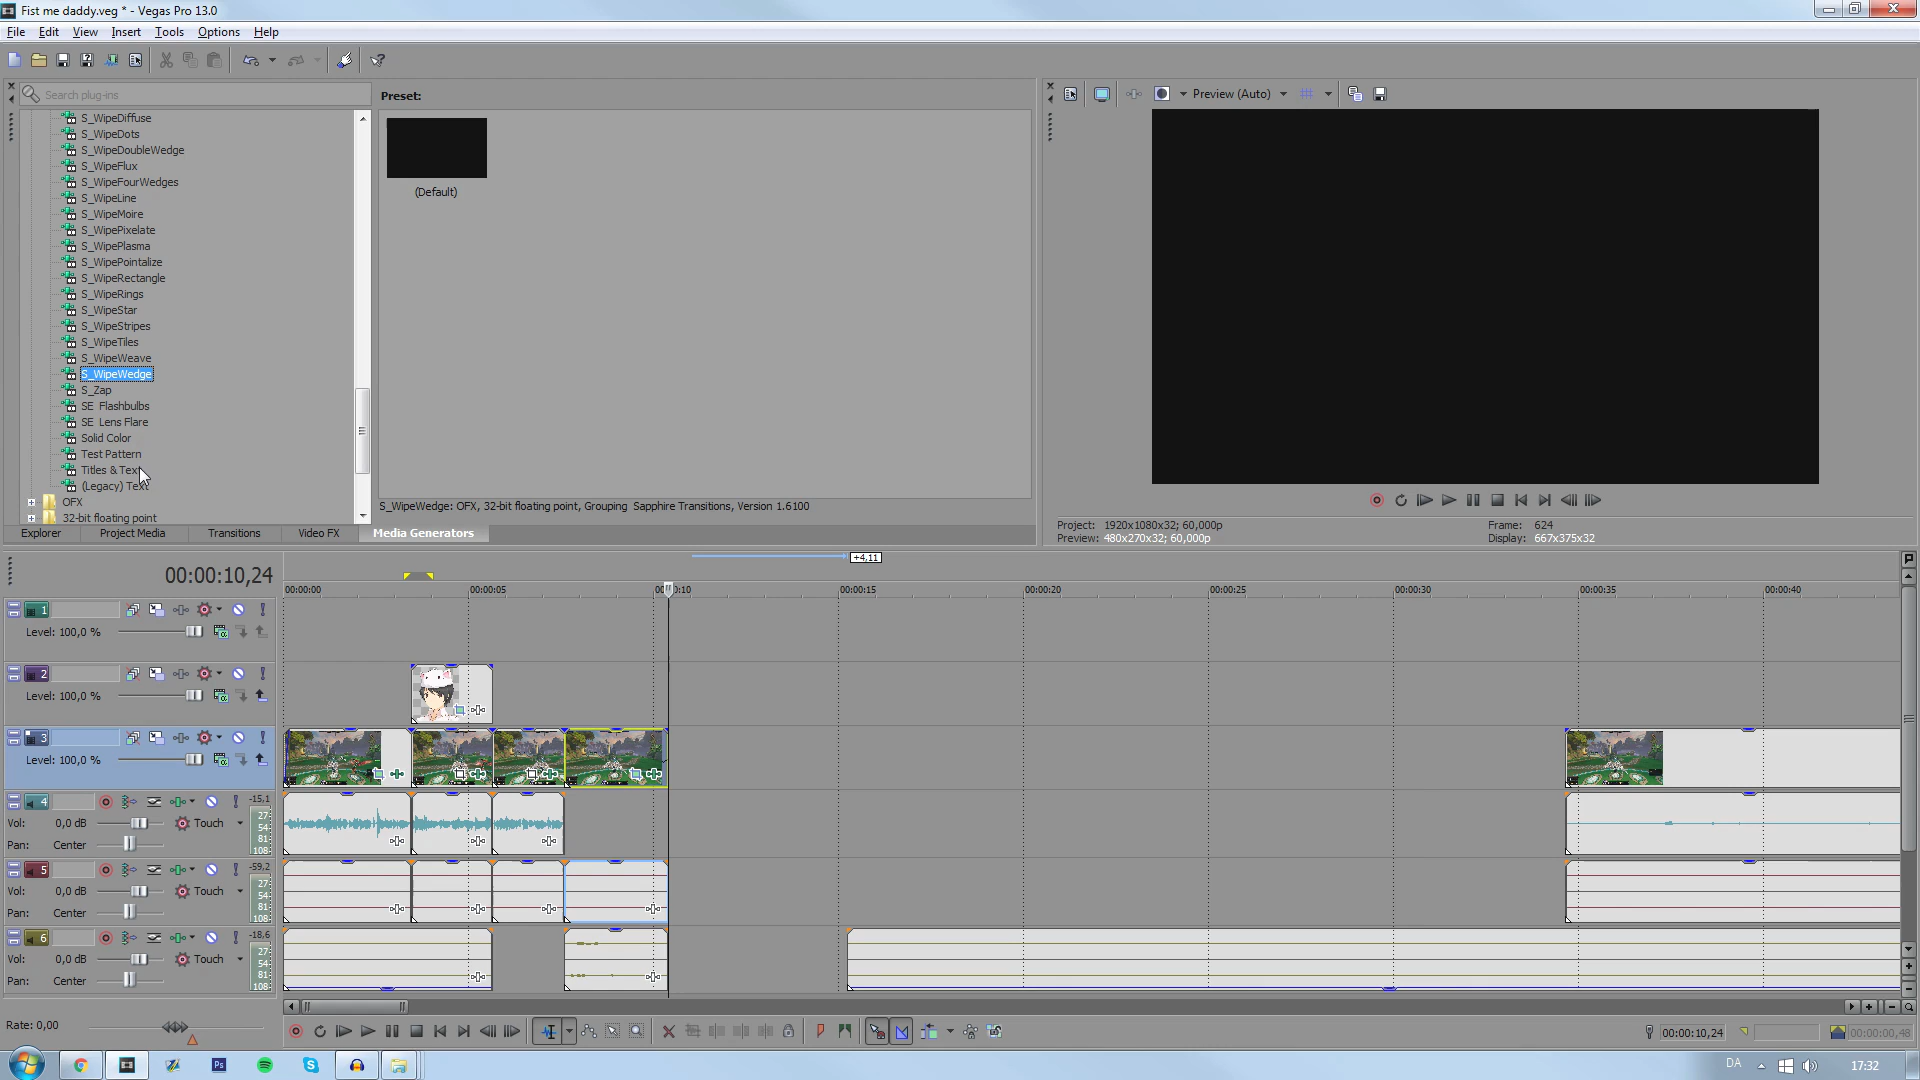 Fist me daddy.veg * - Vegas Pro 13.0
File Edit View Insert Tools Options Help
Search plug-ins
Preset:
Preview (Auto)
S_WipeDiffuse
S_WipeDots
S_WipeDoubleWedge
S_WipeFlux
S_WipeFourWedges
S_WipeLine
S_WipeMoire
S_WipePixelate
S_WipePlasma
S_WipePointalize
S_WipeRectangle
S_WipeRings
S_WipeStar
S_WipeStripes
S_WipeTiles
S_WipeWeave
S_WipeWedge
S_Zap
SE Flashbulbs
SE Lens Flare
Solid Color
Test Pattern
Titles & Text
(Legacy) Text
OFX
32-bit floating point
(Default)
S_WipeWedge: OFX, 32-bit floating point, Grouping Sapphire Transitions, Version 1.6100
Explorer Project Media Transitions Video FX Media Generators
Project: 1920x1080x32; 60,000p Frame: 624
Preview: 480x270x32; 60,000p Display: 667x375x32
+4,11
00:00:10,24
00:00:00 00:00:05 :10 00:00:15 00:00:20 00:00:25 00:00:30 00:00:35 00:00:40
1
Level: 100,0 %
2
Level: 100,0 %
3
Level: 100,0 %
4 -15,1
Vol: 0,0 dB Touch
Pan: Center
27
54
81
108
5 -59,2
Vol: 0,0 dB Touch
Pan: Center
27
54
81
108
6 -18,6
Vol: 0,0 dB Touch
Pan: Center
27
54
81
108
Rate: 0,00
00:00:10,24
00:00:00,48
Ps
DA 17:32